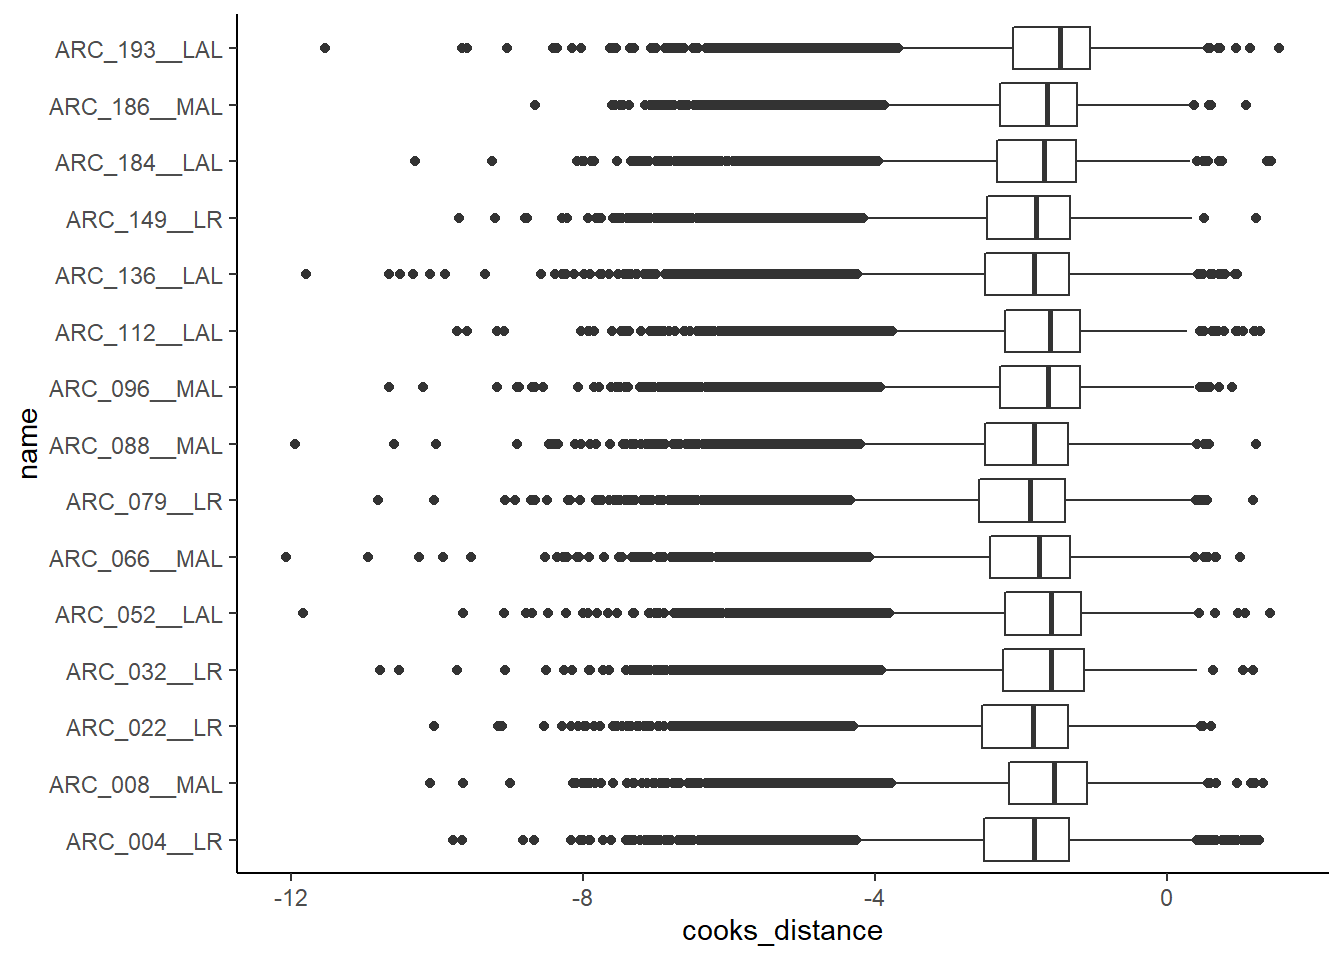 ARC_193__LAL
ARC_186__MAL
ARC_184__LAL
ARC_149__LR
ARC_136__LAL
ARC_112__LAL
ARC_096__MAL
ARC_088__MAL
ARC_079__LR
ARC_066__MAL
ARC_052__LAL
ARC_032__LR
ARC_022__LR
ARC_008__MAL
ARC_004__LR
name
-12 -8 -4 0
cooks_distance